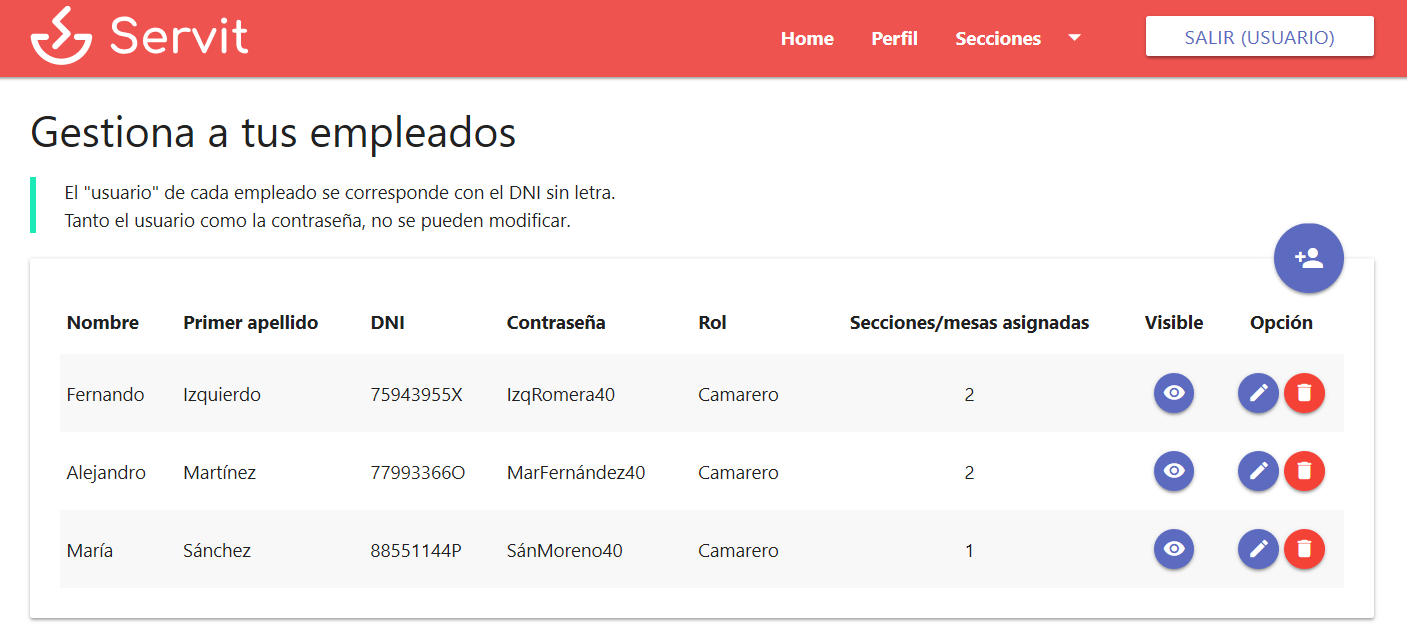 Servit
Home Perfil Secciones SALIR (USUARIO)
Gestiona a tus empleados
El "usuario" de cada empleado se corresponde con el DNI sin letra.
Tanto el usuario como la contraseña, no se pueden modificar.
Nombre Primer apellido DNI Contraseña Rol Secciones/mesas asignadas Visible Opción
Fernando Izquierdo 75943955X IzqRomera40 Camarero 2
Alejandro Martínez 77993366O MarFernández40 Camarero 2
María Sánchez 88551144P SánMoreno40 Camarero 1